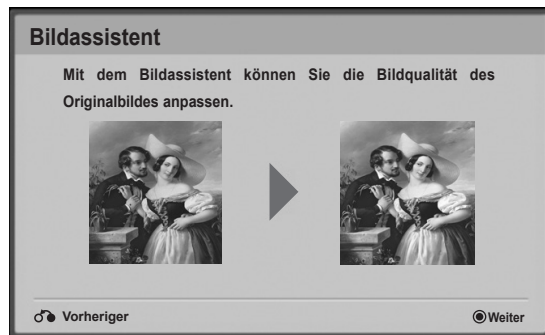 Bildassistent
Mit dem Bildassistent können Sie die Bildqualität des
Originalbildes anpassen.
Vorheriger
Weiter